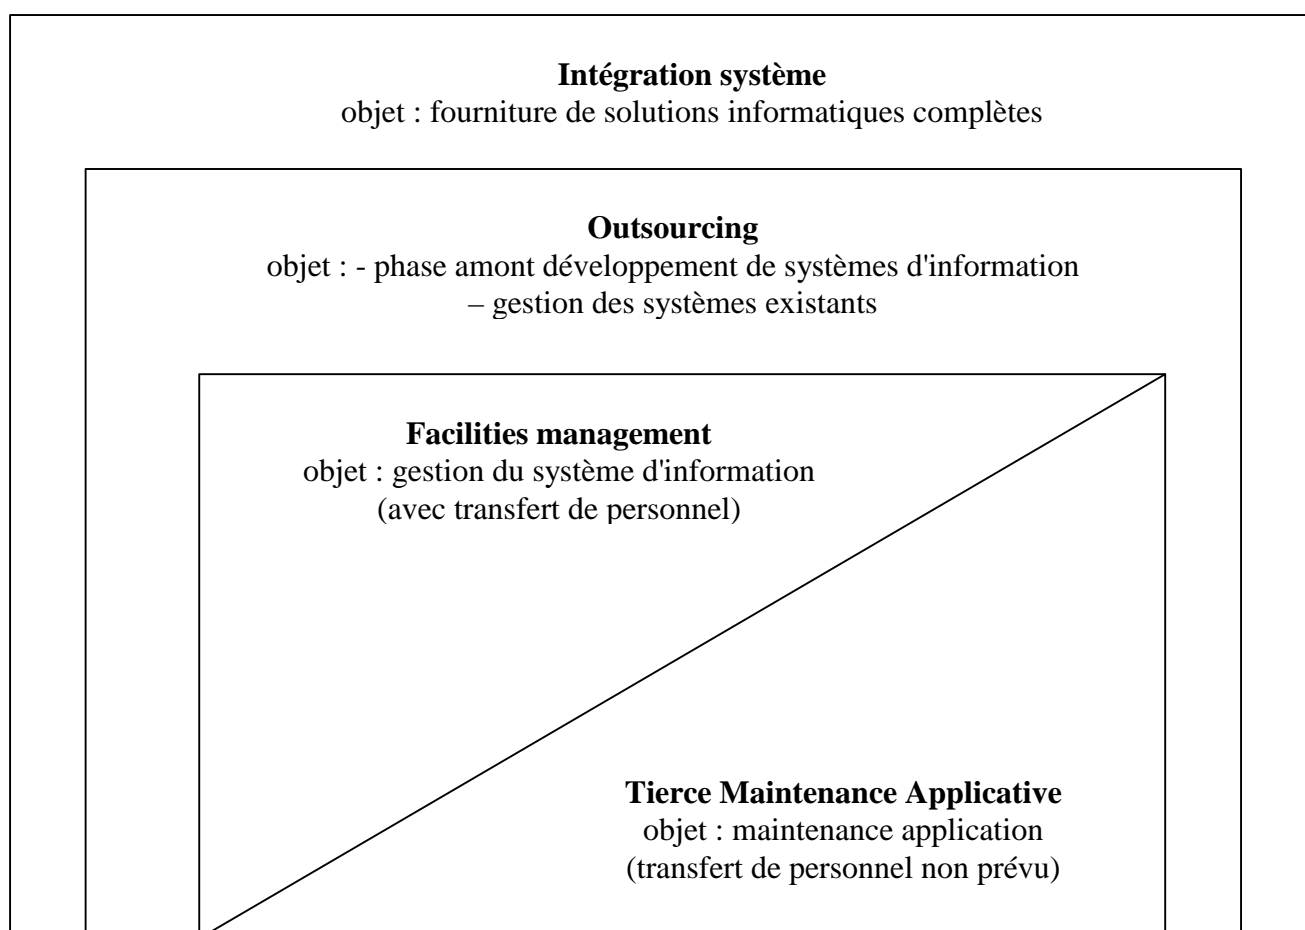 Intégration système
objet : fourniture de solutions informatiques complètes
Outsourcing
objet : - phase amont développement de systèmes d'information
– gestion des systèmes existants
Facilities management
objet : gestion du système d'information
(avec transfert de personnel)
Tierce Maintenance Applicative
objet : maintenance application
(transfert de personnel non prévu)